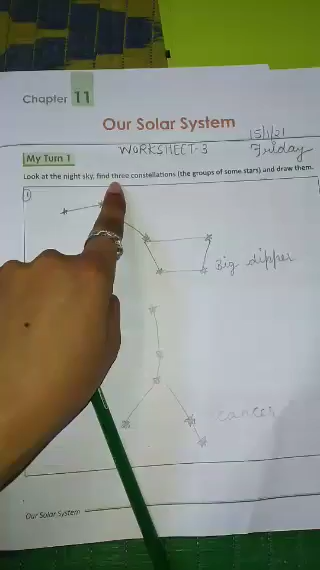 Chapter 11
Our Solar System
15/1/21
My Turn 1
WORKSHEET-3
Friday
Look at the night sky, find three constellations (the groups of some stars) and draw them.
1
Big dipper
cancer
Our Solar System